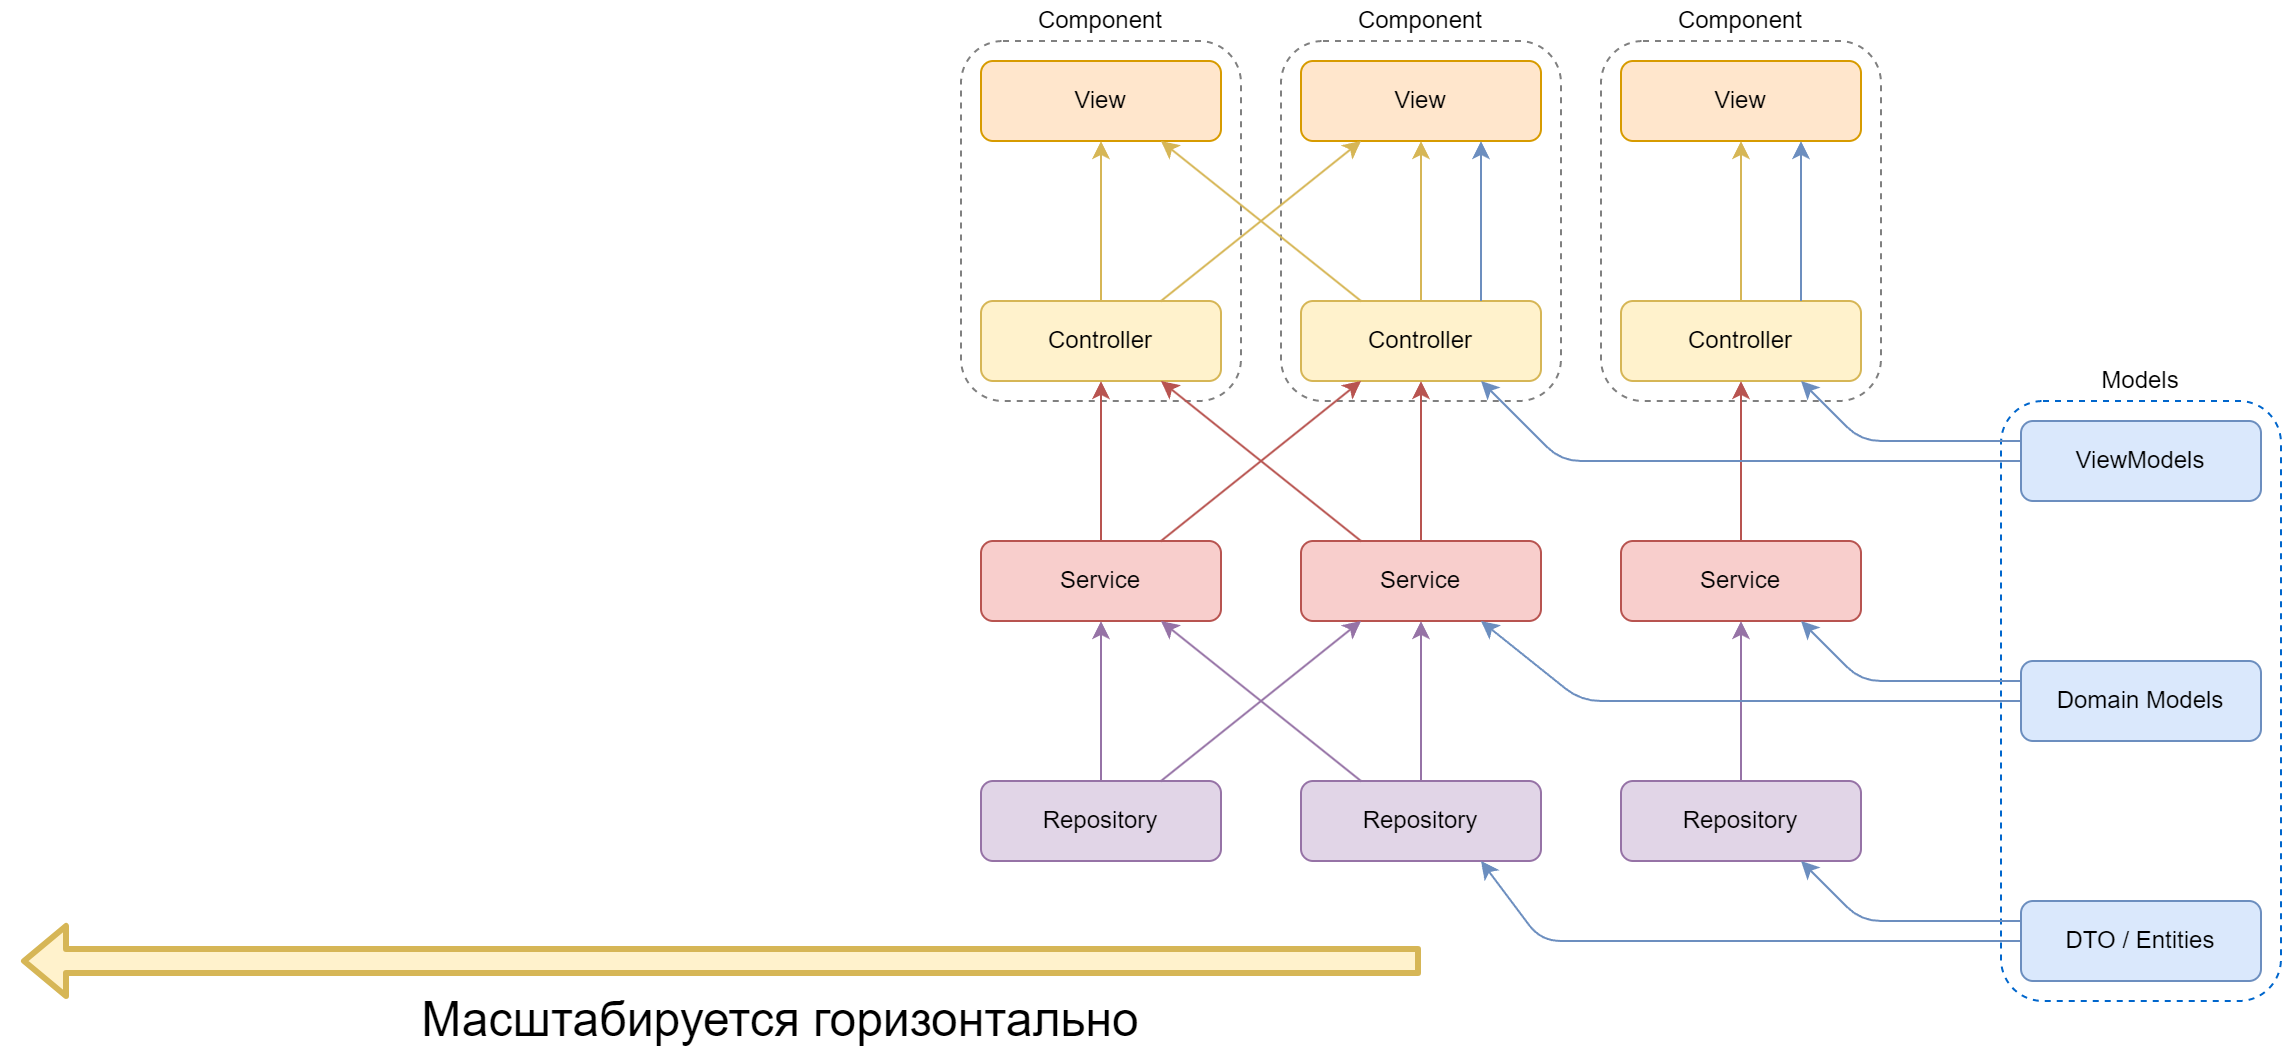 Component
Component
Component
View
View
View
Controller
Controller
Controller
Models
ViewModels
Service
Service
Service
Domain Models
Repository
Repository
Repository
DTO / Entities
Масштабируется горизонтально